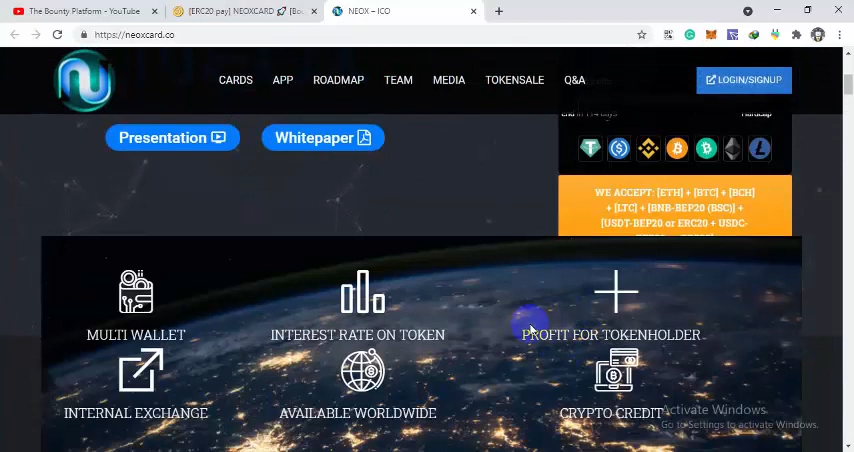 The Bounty Platform - YouTube
[ERC20 pay] NEOXCARD 🚀 [Bou
NEOX – ICO
https://neoxcard.co
CARDS APP ROADMAP TEAM MEDIA TOKENSALE Q&A LOGIN/SIGNUP
Presentation Whitepaper
WE ACCEPT: [ETH] + [BTC] + [BCH]
+ [LTC] + [BNB-BEP20 (BSC)] +
[USDT-BEP20 or ERC20 + USDC-
MULTI WALLET INTEREST RATE ON TOKEN PROFIT FOR TOKENHOLDER
INTERNAL EXCHANGE AVAILABLE WORLDWIDE CRYPTO CREDIT
Activate Windows
Go to Settings to activate Windows.